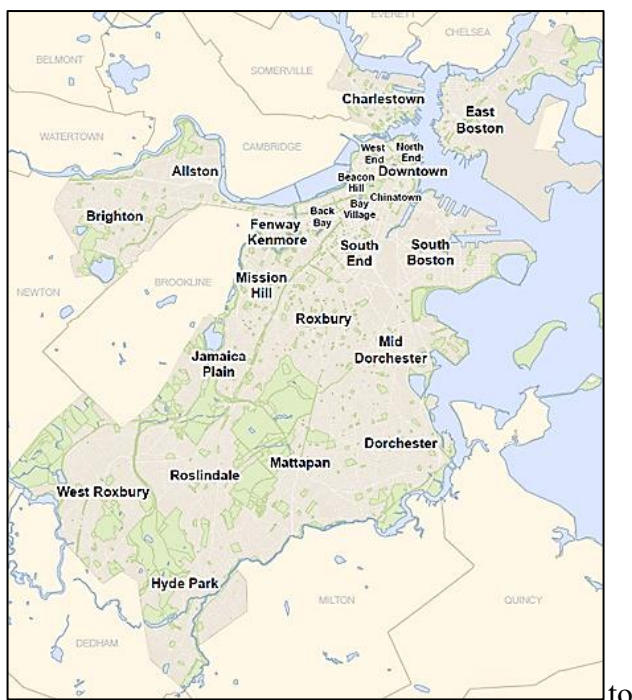 EVERETT
CHELSEA
BELMONT
SOMERVILLE
Charlestown
East
Boston
WATERTOWN
CAMBRIDGE
West
End
North
End
Allston
Downtown
Beacon
Hill
Chinatown
Bay
Village
Back
Bay
Brighton
Fenway
Kenmore
South
End
South
Boston
BROOKLINE
Mission
Hill
NEWTON
Roxbury
Mid
Dorchester
Jamaica
Plain
Dorchester
Mattapan
Roslindale
West Roxbury
Hyde Park
MILTON
QUINCY
DEDHAM
to